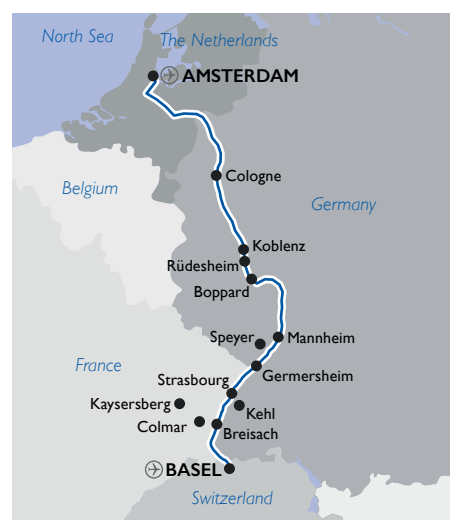 North Sea
The Netherlands
AMSTERDAM
Cologne
Belgium
Germany
Koblenz
Rüdesheim
Boppard
Speyer
Mannheim
France
Germersheim
Strasbourg
Kaysersberg
Kehl
Colmar
Breisach
BASEL
Switzerland